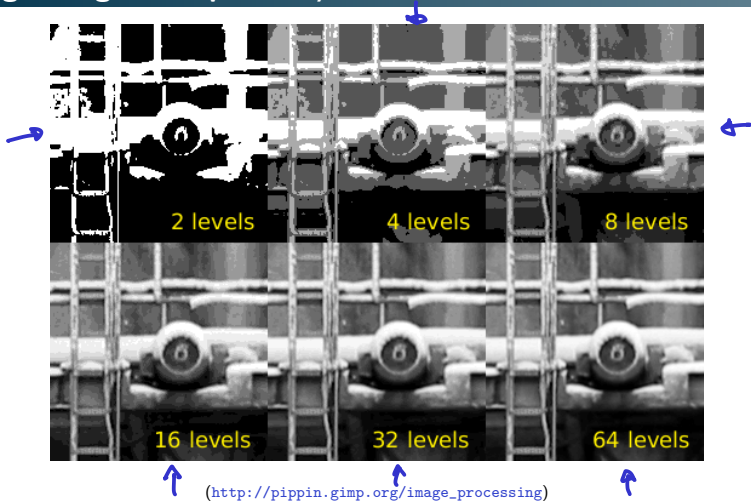 2 levels
4 levels
8 levels
16 levels
32 levels
64 levels
(http://pippin.gimp.org/image_processing)